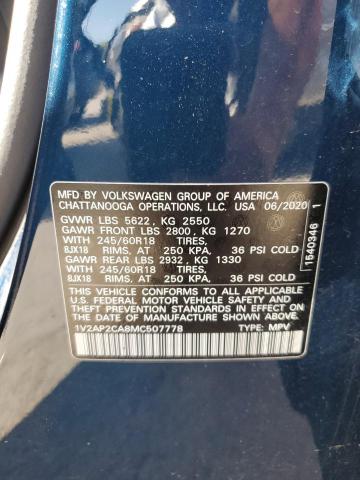 MFD BY VOLKSWAGEN GROUP OF AMERICA
CHATTANOOGA OPERATIONS, LLC. USA 06/2020
GVWR LBS 5622, KG 2550
GAWR FRONT LBS 2800, KG 1270
WITH 245/60R18 TIRES,
8JX18 RIMS, AT 250 KPA, 36 PSI COLD
GAWR REAR LBS 2932, KG 1330
WITH 245/60R18 TIRES,
8JX18 RIMS, AT 250 KPA, 36 PSI COLD
THIS VEHICLE CONFORMS TO ALL APPLICABLE
U.S. FEDERAL MOTOR VEHICLE SAFETY AND
THEFT PREVENTION STANDARDS IN EFFECT
ON THE DATE OF MANUFACTURE SHOWN ABOVE.
1V2AP2CA8MC507778 TYPE: MPV
1540346 1